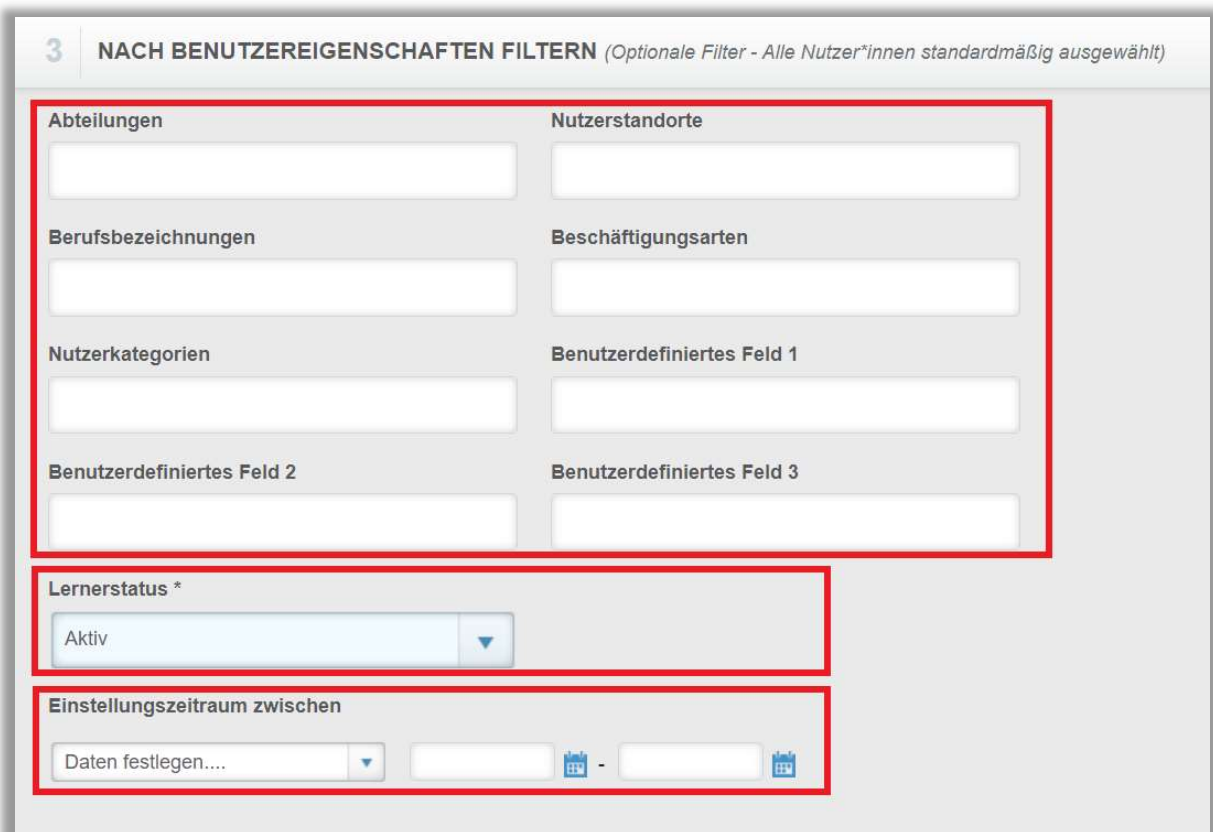 3 NACH BENUTZEREIGENSCHAFTEN FILTERN (Optionale Filter - Alle Nutzer*innen standardmäßig ausgewählt)
Abteilungen
Nutzerstandorte
Berufsbezeichnungen
Beschäftigungsarten
Nutzerkategorien
Benutzerdefiniertes Feld 1
Benutzerdefiniertes Feld 2
Benutzerdefiniertes Feld 3
Lernerstatus *
Aktiv
Einstellungszeitraum zwischen
Daten festlegen.... -